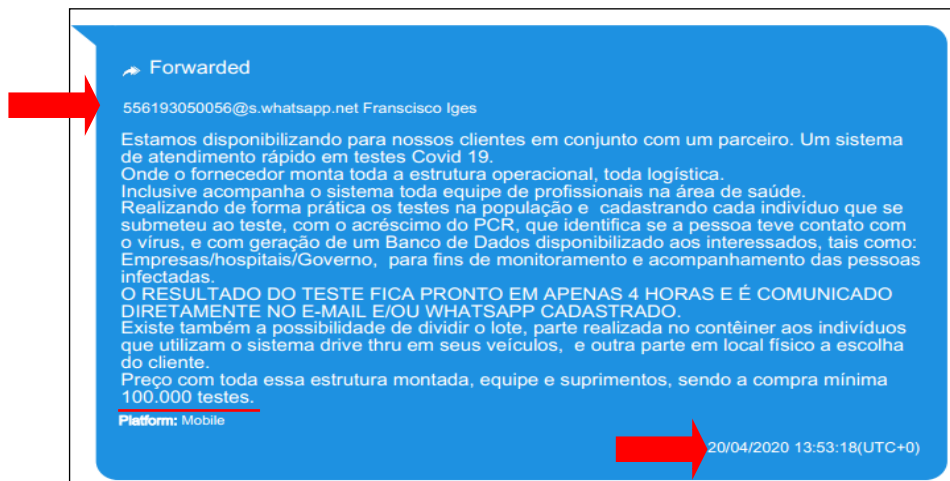 Forwarded
556193050056@s.whatsapp.net Franscisco Iges
Estamos disponibilizando para nossos clientes em conjunto com um parceiro. Um sistema
de atendimento rápido em testes Covid 19.
Onde o fornecedor monta toda a estrutura operacional, toda logística.
Inclusive acompanha o sistema toda equipe de profissionais na área de saúde.
Realizando de forma prática os testes na população e cadastrando cada indivíduo que se
submeteu ao teste, com o acréscimo do PCR, que identifica se a pessoa teve contato com
o vírus, e com geração de um Banco de Dados disponibilizado aos interessados, tais como:
Empresas/hospitais/Governo, para fins de monitoramento e acompanhamento das pessoas
infectadas.
O RESULTADO DO TESTE FICA PRONTO EM APENAS 4 HORAS E É COMUNICADO
DIRETAMENTE NO E-MAIL E/OU WHATSAPP CADASTRADO.
Existe também a possibilidade de dividir o lote, parte realizada no contêiner aos indivíduos
que utilizam o sistema drive thru em seus veículos, e outra parte em local físico a escolha
do cliente.
Preço com toda essa estrutura montada, equipe e suprimentos, sendo a compra mínima
100.000 testes.
Platform: Mobile
20/04/2020 13:53:18(UTC+0)